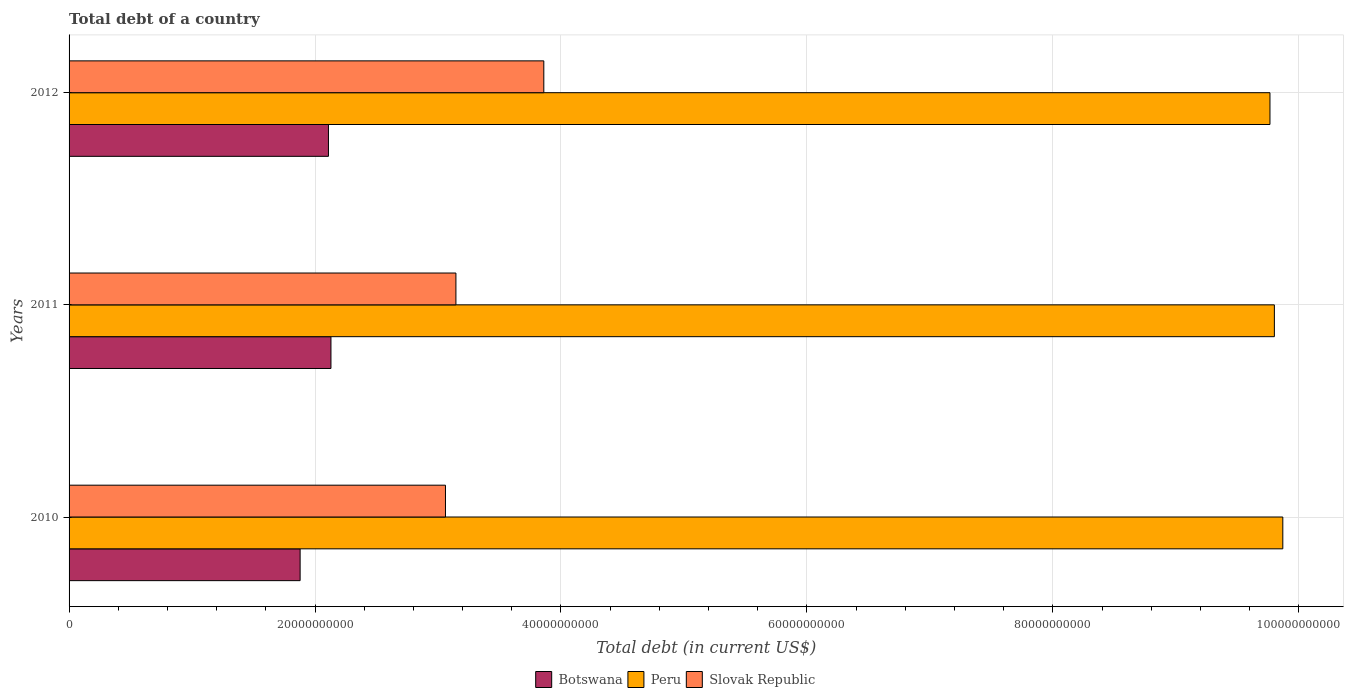 Total debt of a country
2012
2011
2010
Years
0
20000000000
40000000000
60000000000
80000000000
100000000000
Total debt (in current US$)
Botswana
Peru
Slovak Republic